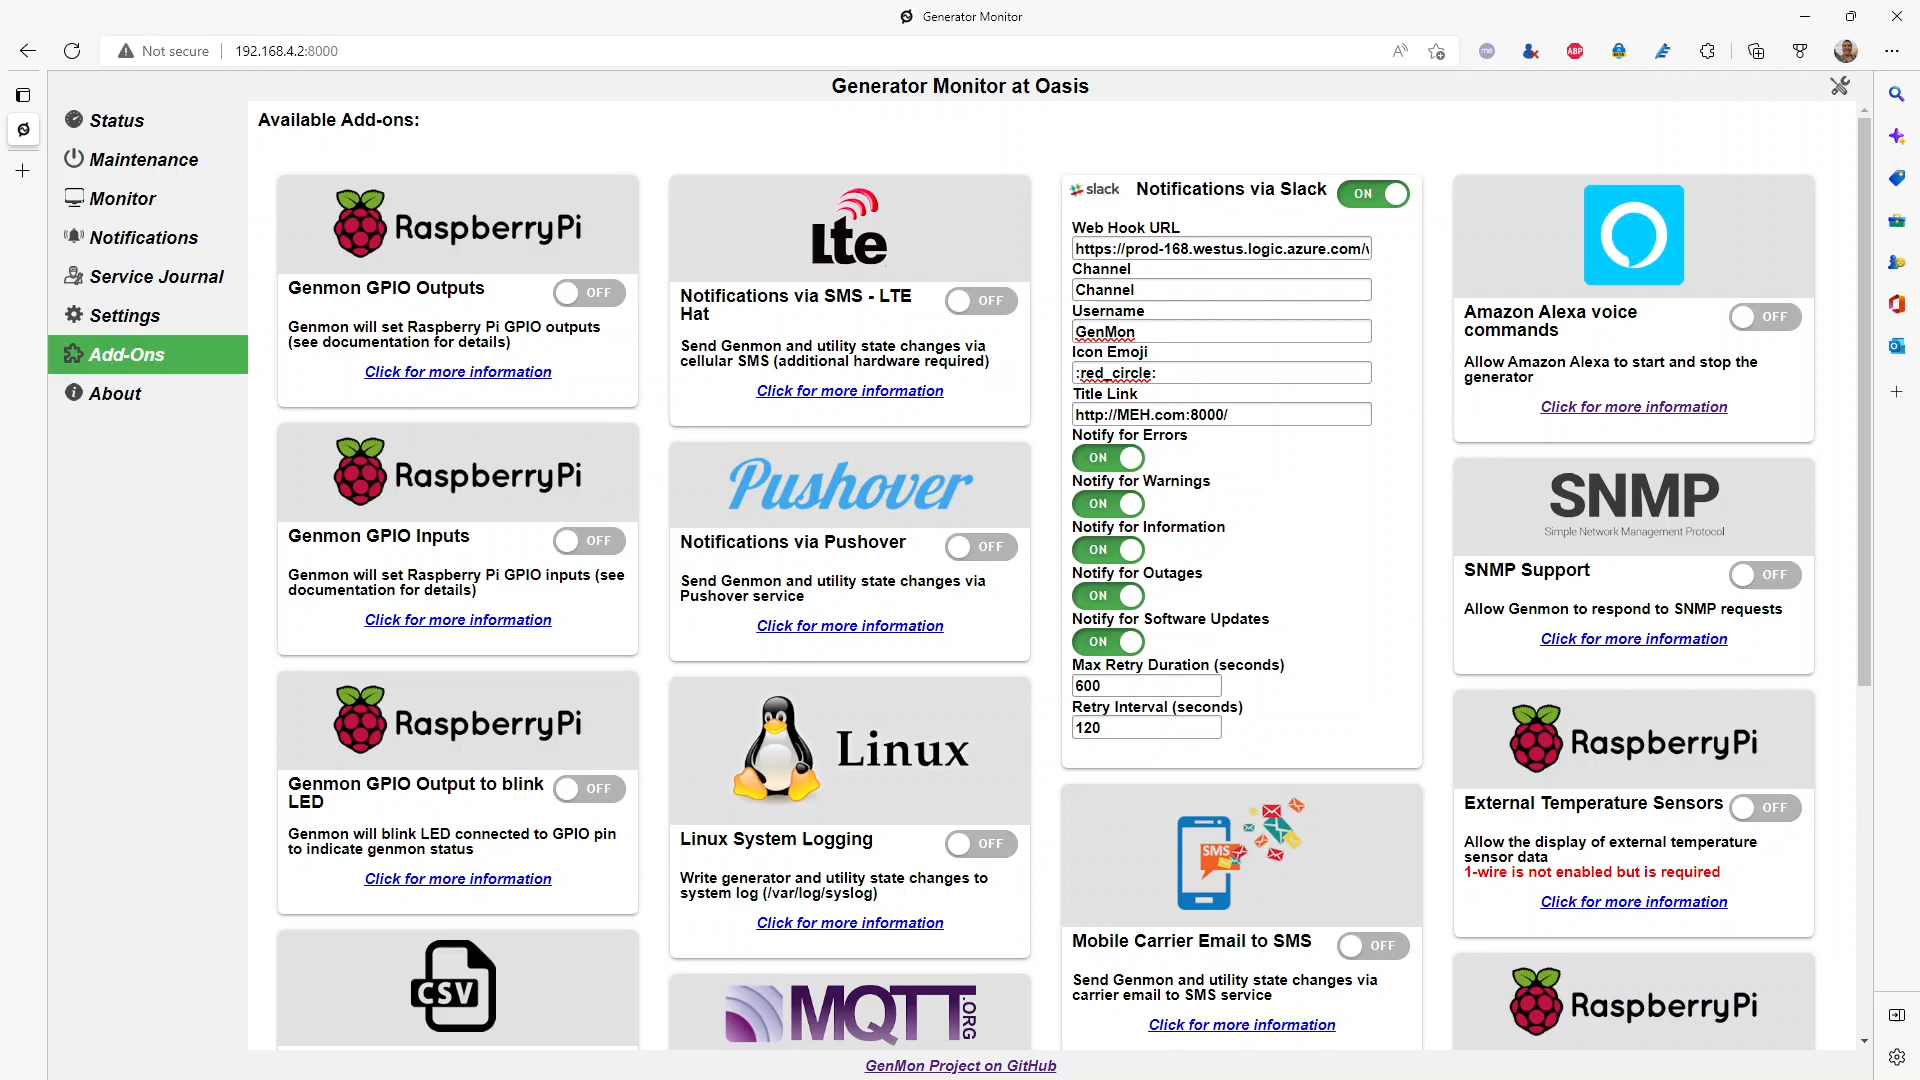 Generator Monitor
Not secure
192.168.4.2:8000
Generator Monitor at Oasis
Status
Maintenance
Monitor
Notifications
Service Journal
Settings
Add-Ons
About
Available Add-ons:
RaspberryPi
Genmon GPIO Outputs
OFF
Genmon will set Raspberry Pi GPIO outputs
(see documentation for details)
Click for more information
RaspberryPi
Genmon GPIO Inputs
OFF
Genmon will set Raspberry Pi GPIO inputs (see
documentation for details)
Click for more information
RaspberryPi
Genmon GPIO Output to blink
LED
OFF
Genmon will blink LED connected to GPIO pin
to indicate genmon status
Click for more information
CSV
Lte
Notifications via SMS - LTE
Hat
OFF
Send Genmon and utility state changes via
cellular SMS (additional hardware required)
Click for more information
Pushover
Notifications via Pushover
OFF
Send Genmon and utility state changes via
Pushover service
Click for more information
Linux
Linux System Logging
OFF
Write generator and utility state changes to
system log (/var/log/syslog)
Click for more information
MQTT.ORG
slack
Notifications via Slack
ON
Web Hook URL
https://prod-168.westus.logic.azure.com/
Channel
Channel
Username
GenMon
Icon Emoji
:red_circle:
Title Link
http://MEH.com:8000/
Notify for Errors
ON
Notify for Warnings
ON
Notify for Information
ON
Notify for Outages
ON
Notify for Software Updates
ON
Max Retry Duration (seconds)
600
Retry Interval (seconds)
120
SMS
Mobile Carrier Email to SMS
OFF
Send Genmon and utility state changes via
carrier email to SMS service
Click for more information
Amazon Alexa voice
commands
OFF
Allow Amazon Alexa to start and stop the
generator
Click for more information
SNMP
Simple Network Management Protocol
SNMP Support
OFF
Allow Genmon to respond to SNMP requests
Click for more information
RaspberryPi
External Temperature Sensors
OFF
Allow the display of external temperature
sensor data
1-wire is not enabled but is required
Click for more information
RaspberryPi
GenMon Project on GitHub
ABP
BETA
me